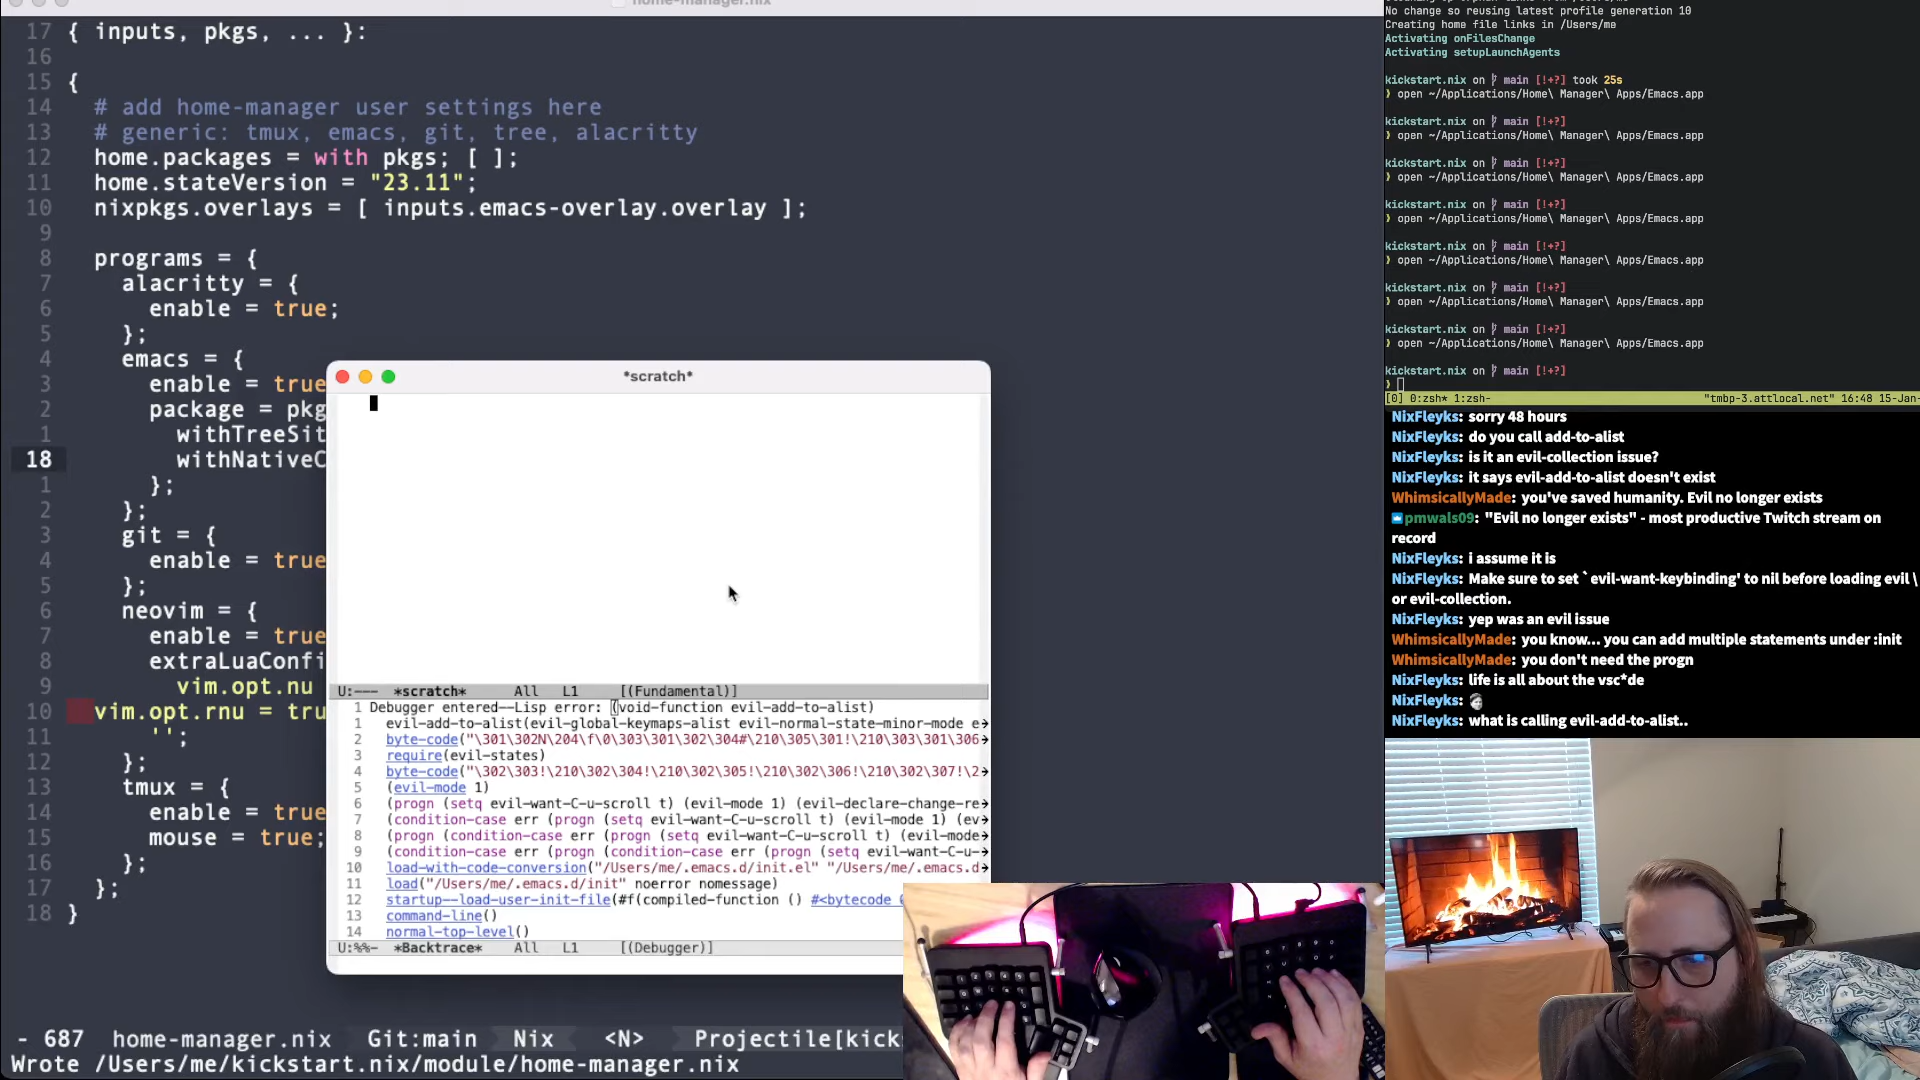 home-manager.nix
17 { inputs, pkgs, ... }:
16
15 {
14 # add home-manager user settings here
13 # generic: tmux, emacs, git, tree, alacritty
12 home.packages = with pkgs; [ ];
11 home.stateVersion = "23.11";
10 nixpkgs.overlays = [ inputs.emacs-overlay.overlay ];
9
8 programs = {
7 alacritty = {
6 enable = true;
5 };
4 emacs = {
3 enable = true
2 package = pkg
1 withTreeSit
18 withNativeC
1 };
2 };
3 git = {
4 enable = true
5 };
6 neovim = {
7 enable = true
8 extraLuaConfi
9 vim.opt.nu
10 vim.opt.rnu = tru
11 '';
12 };
13 tmux = {
14 enable = true
15 mouse = true;
16 };
17 };
18 }
- 687 home-manager.nix Git:main Nix <N> Projectile[kicks
Wrote /Users/me/kickstart.nix/module/home-manager.nix
*scratch*
U:--- *scratch* All L1 [(Fundamental)]
1 Debugger entered--Lisp error: (void-function evil-add-to-alist)
1 evil-add-to-alist(evil-global-keymaps-alist evil-normal-state-minor-mode e
2 byte-code("\301\302N\204\f\0\303\301\302\304#\210\305\301!\210\303\301\306
3 require(evil-states)
4 byte-code("\302\303!\210\302\304!\210\302\305!\210\302\306!\210\302\307!\2
5 (evil-mode 1)
6 (progn (setq evil-want-C-u-scroll t) (evil-mode 1) (evil-declare-change-re
7 (condition-case err (progn (setq evil-want-C-u-scroll t) (evil-mode 1) (ev
8 (progn (condition-case err (progn (setq evil-want-C-u-scroll t) (evil-mode
9 (condition-case err (progn (condition-case err (progn (setq evil-want-C-u-
10 load-with-code-conversion("/Users/me/.emacs.d/init.el" "/Users/me/.emacs.d
11 load("/Users/me/.emacs.d/init" noerror nomessage)
12 startup--load-user-init-file(#f(compiled-function () #<bytecode
13 command-line()
14 normal-top-level()
U:%%- *Backtrace* All L1 [(Debugger)]
No change so reusing latest profile generation 10
Creating home file links in /Users/me
Activating onFilesChange
Activating setupLaunchAgents
kickstart.nix on main [!+?] took 25s
❯ open ~/Applications/Home\ Manager\ Apps/Emacs.app
kickstart.nix on main [!+?]
❯ open ~/Applications/Home\ Manager\ Apps/Emacs.app
kickstart.nix on main [!+?]
❯ open ~/Applications/Home\ Manager\ Apps/Emacs.app
kickstart.nix on main [!+?]
❯ open ~/Applications/Home\ Manager\ Apps/Emacs.app
kickstart.nix on main [!+?]
❯ open ~/Applications/Home\ Manager\ Apps/Emacs.app
kickstart.nix on main [!+?]
❯ open ~/Applications/Home\ Manager\ Apps/Emacs.app
kickstart.nix on main [!+?]
❯ open ~/Applications/Home\ Manager\ Apps/Emacs.app
kickstart.nix on main [!+?]
❯
[0] 0:zsh* 1:zsh- "tmbp-3.attlocal.net" 16:48 15-Jan-
NixFleyks: sorry 48 hours
NixFleyks: do you call add-to-alist
NixFleyks: is it an evil-collection issue?
NixFleyks: it says evil-add-to-alist doesn't exist
WhimsicallyMade: you've saved humanity. Evil no longer exists
pmwals09: "Evil no longer exists" - most productive Twitch stream on
record
NixFleyks: i assume it is
NixFleyks: Make sure to set `evil-want-keybinding' to nil before loading evil \
or evil-collection.
NixFleyks: yep was an evil issue
WhimsicallyMade: you know... you can add multiple statements under :init
WhimsicallyMade: you don't need the progn
NixFleyks: life is all about the vsc*de
NixFleyks:
NixFleyks: what is calling evil-add-to-alist..